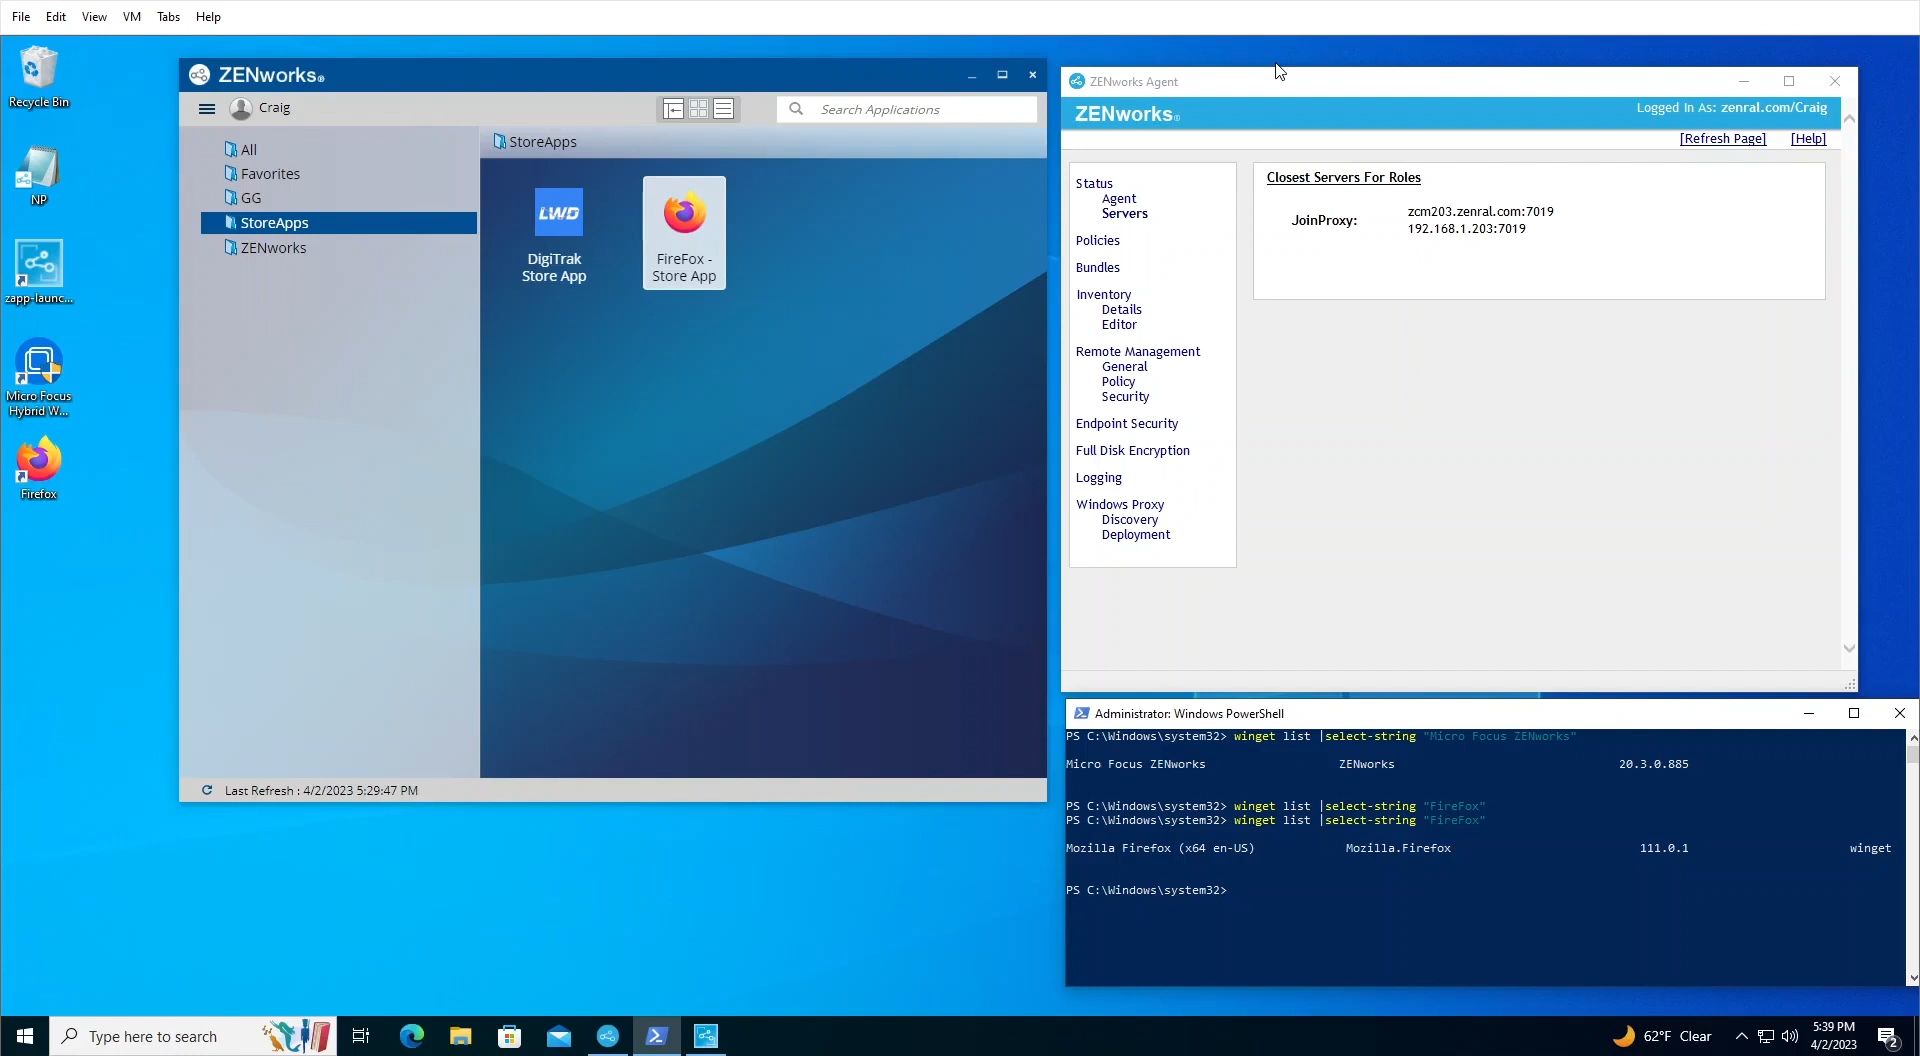 File Edit View VM Tabs Help
Recycle Bin
NP
zapp-launc...
Micro Focus
Hybrid W...
Firefox
ZENworks®
Craig
Search Applications
All
Favorites
GG
StoreApps
ZENworks
StoreApps
LWD
DigiTrak
Store App
FireFox -
Store App
Last Refresh : 4/2/2023 5:29:47 PM
ZENworks Agent
ZENworks®
Logged In As: zenral.com/Craig
[Refresh Page] [Help]
Status
Agent
Servers
Policies
Bundles
Inventory
Details
Editor
Remote Management
General
Policy
Security
Endpoint Security
Full Disk Encryption
Logging
Windows Proxy
Discovery
Deployment
Closest Servers For Roles
JoinProxy:
zcm203.zenral.com:7019
192.168.1.203:7019
Administrator: Windows PowerShell
PS C:\Windows\system32> winget list |select-string "Micro Focus ZENworks"
Micro Focus ZENworks ZENworks 20.3.0.885
PS C:\Windows\system32> winget list |select-string "FireFox"
PS C:\Windows\system32> winget list |select-string "FireFox"
Mozilla Firefox (x64 en-US) Mozilla.Firefox 111.0.1 winget
PS C:\Windows\system32>
Type here to search
62°F Clear
5:39 PM
4/2/2023
2